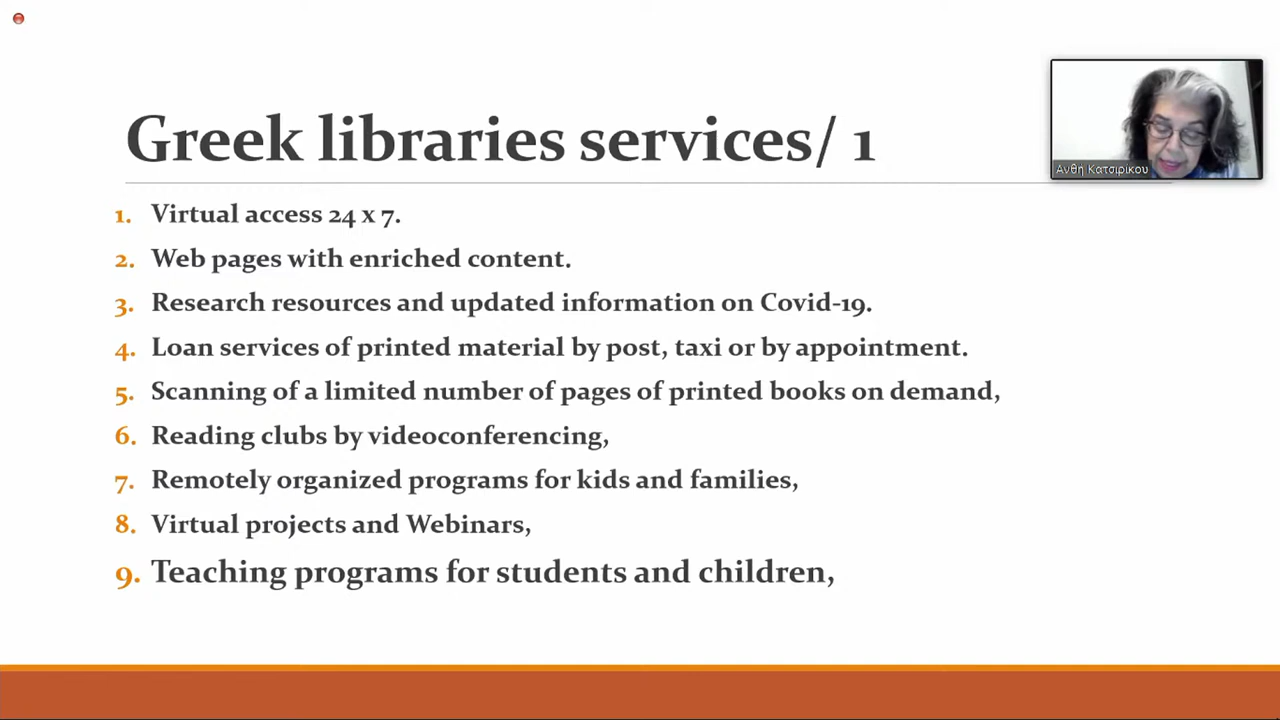 Greek libraries services/ 1
Ανθή Κατσιρίκου
1. Virtual access 24 x 7.
2. Web pages with enriched content.
3. Research resources and updated information on Covid-19.
4. Loan services of printed material by post, taxi or by appointment.
5. Scanning of a limited number of pages of printed books on demand,
6. Reading clubs by videoconferencing,
7. Remotely organized programs for kids and families,
8. Virtual projects and Webinars,
9. Teaching programs for students and children,